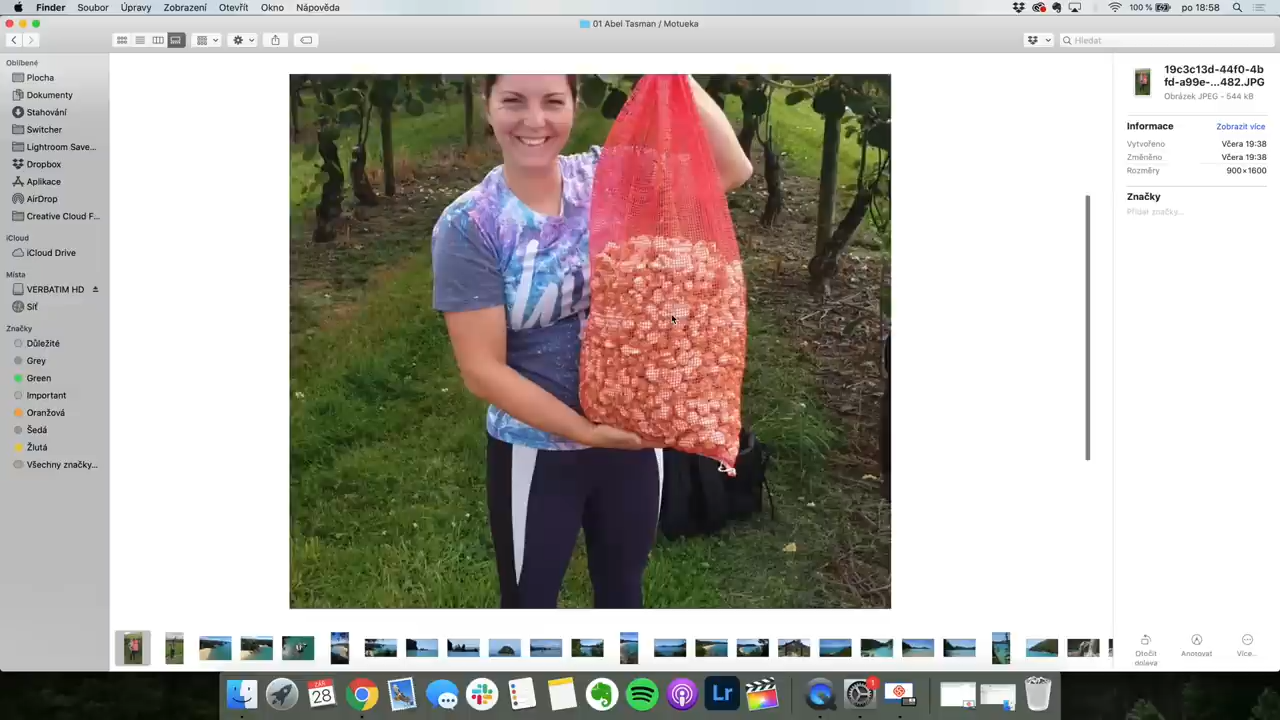 Finder Soubor Úpravy Zobrazení Otevřít Okno Nápověda 100 % po 18:58
01 Abel Tasman / Motueka
Hledat
Oblíbené
Plocha
Dokumenty
Stahování
Switcher
Lightroom Save...
Dropbox
Aplikace
AirDrop
Creative Cloud F...
iCloud
iCloud Drive
Místa
VERBATIM HD
Síť
Značky
Důležité
Grey
Green
Important
Oranžová
Šedá
Žlutá
Všechny značky...
19c3c13d-44f0-4b
fd-a99e-...482.JPG
Obrázek JPEG - 544 kB
Informace Zobrazit více
Vytvořeno Včera 19:38
Změněno Včera 19:38
Rozměry 900×1600
Značky
Přidat značky...
Otočit doleva
Anotovat
Více...
ZÁŘ
28
Lr
1